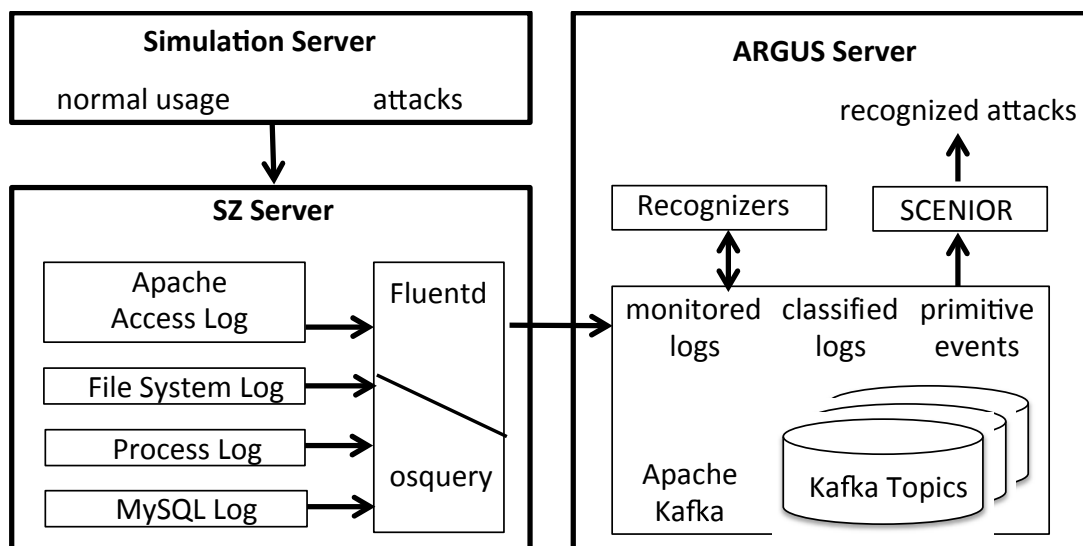 Simulation Server
normal usage attacks
SZ Server
Apache
Access Log
File System Log
Process Log
MySQL Log
Fluentd
osquery
ARGUS Server
recognized attacks
Recognizers
SCENIOR
monitored
logs
classified
logs
primitive
events
Apache
Kafka
Kafka Topics